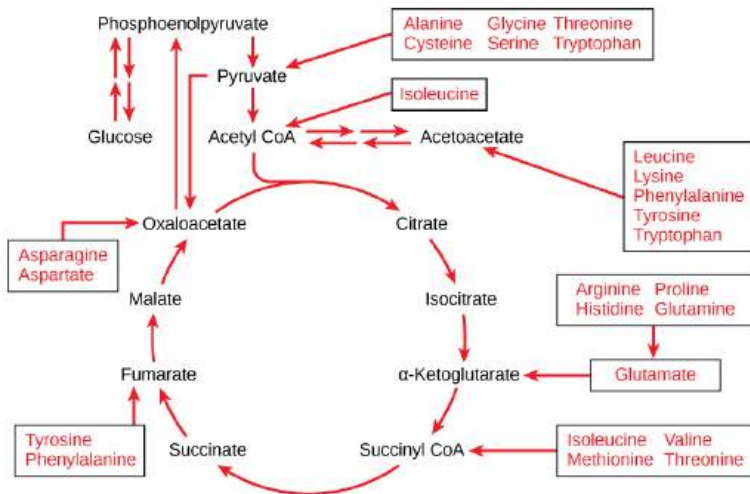 Phosphoenolpyruvate
Alanine Glycine Threonine
Cysteine Serine Tryptophan
Pyruvate
Isoleucine
Glucose
Acetyl CoA
Acetoacetate
Leucine
Lysine
Phenylalanine
Tyrosine
Tryptophan
Oxaloacetate
Citrate
Asparagine
Aspartate
Malate
Isocitrate
Arginine Proline
Histidine Glutamine
Fumarate
α-Ketoglutarate
Glutamate
Tyrosine
Phenylalanine
Succinate
Succinyl CoA
Isoleucine Valine
Methionine Threonine